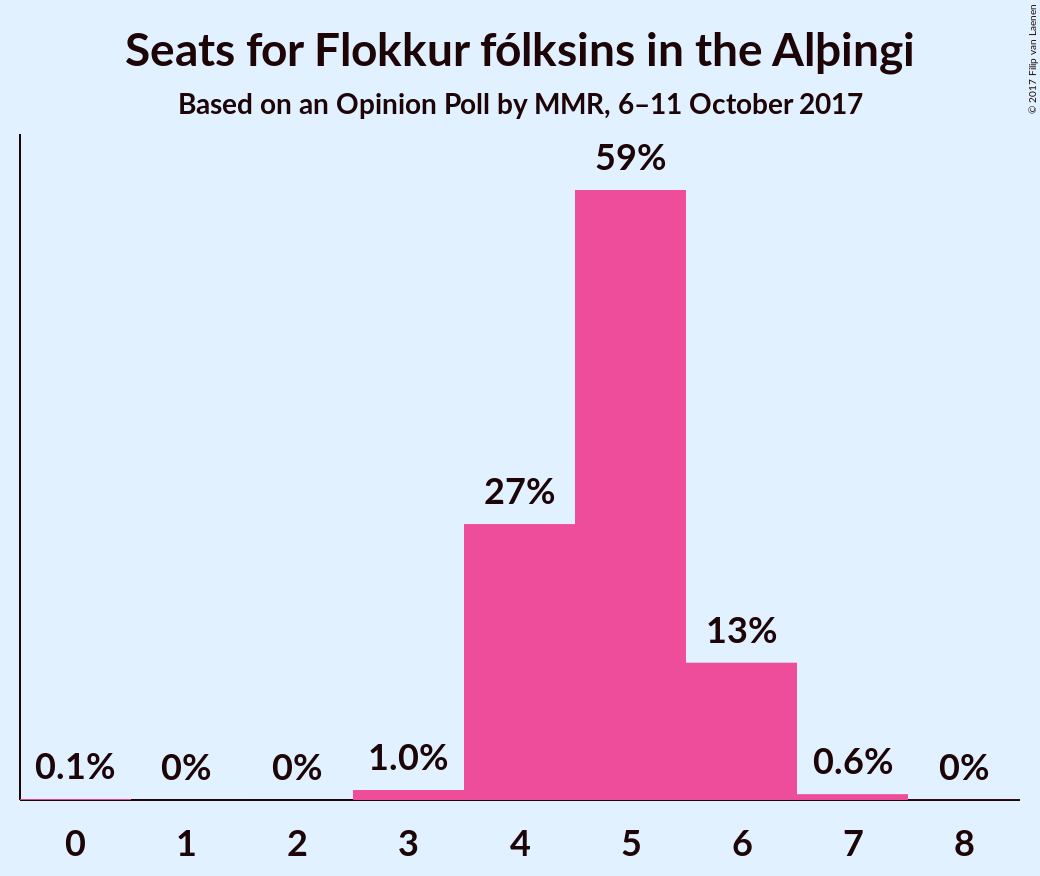 Seats for Flokkur fólksins in the Alþingi
Based on an Opinion Poll by MMR, 6–11 October 2017
© 2017 Filip van Laenen
59%
27%
13%
0.1% 0% 0% 1.0% 0.6% 0%
0 1 2 3 4 5 6 7 8